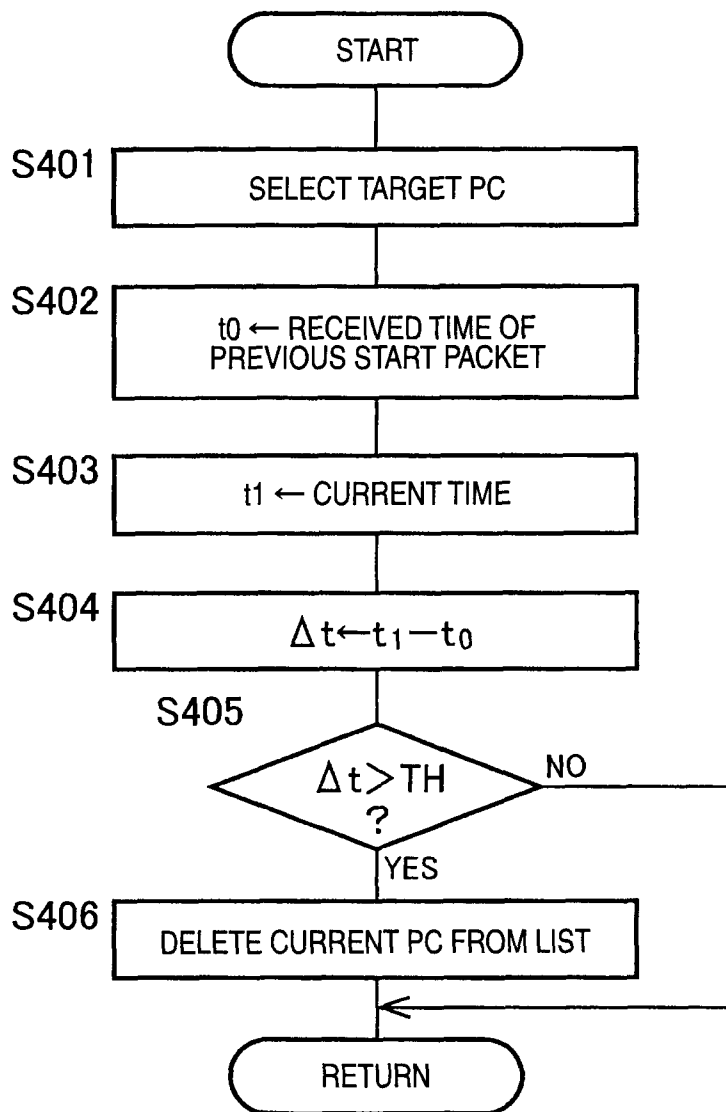 START
S401
SELECT TARGET PC
S402
t0 ← RECEIVED TIME OF
PREVIOUS START PACKET
S403
t1 ← CURRENT TIME
S404
Δt←t₁−t₀
S405
Δt>TH
?
NO
YES
S406
DELETE CURRENT PC FROM LIST
RETURN